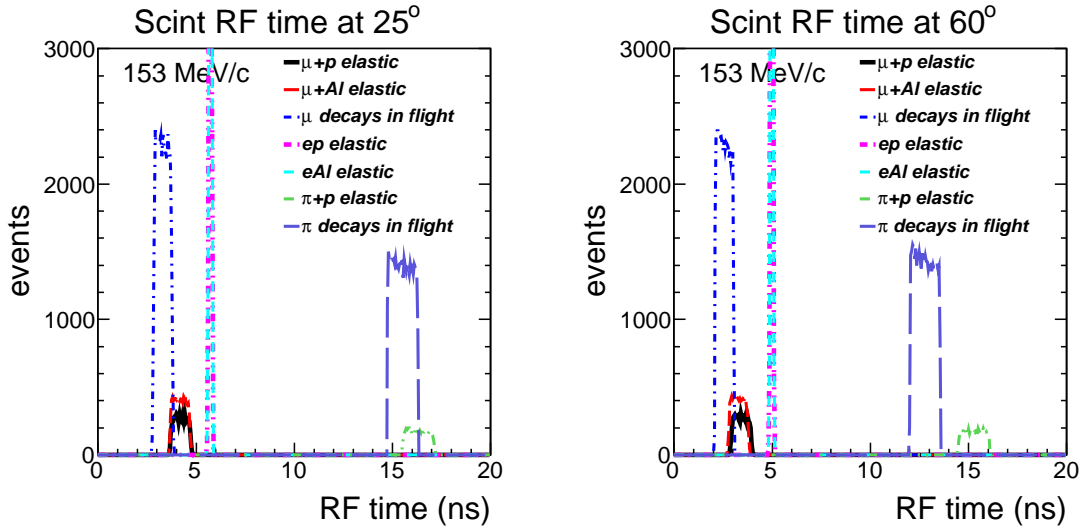 Scint RF time at 25º
events
3000
2000
1000
0
153 MeV/c
μ+p elastic
μ+Al elastic
μ decays in flight
ep elastic
eAl elastic
π+p elastic
π decays in flight
0 5 10 15 20
RF time (ns)
Scint RF time at 60º
events
3000
2000
1000
0
153 MeV/c
μ+p elastic
μ+Al elastic
μ decays in flight
ep elastic
eAl elastic
π+p elastic
π decays in flight
0 5 10 15 20
RF time (ns)